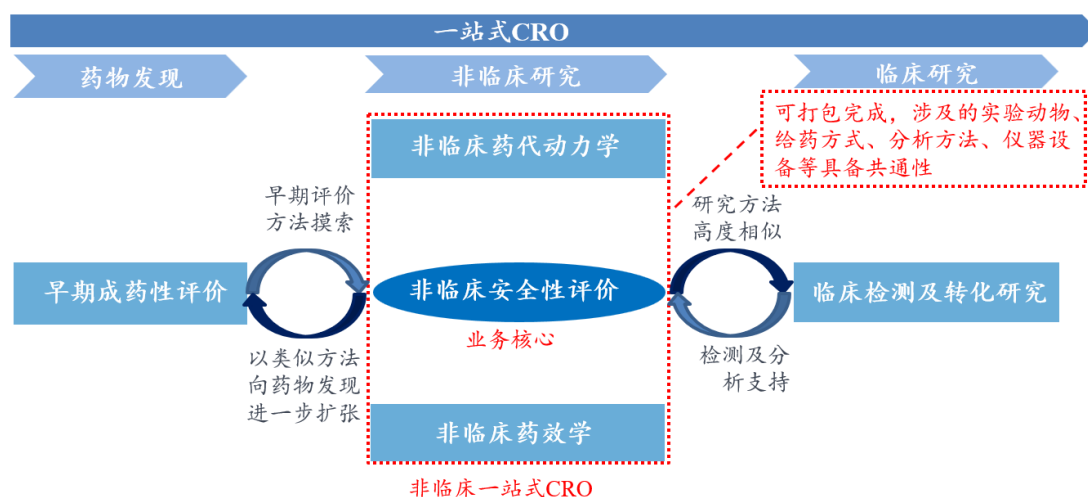 一站式CRO
药物发现
非临床研究
临床研究
可打包完成，涉及的实验动物、
给药方式、分析方法、仪器设
备等具备共通性
非临床药代动力学
早期评价
方法摸索
研究方法
高度相似
早期成药性评价
非临床安全性评价
临床检测及转化研究
业务核心
以类似方法
向药物发现
进一步扩张
检测及分
析支持
非临床药效学
非临床一站式CRO